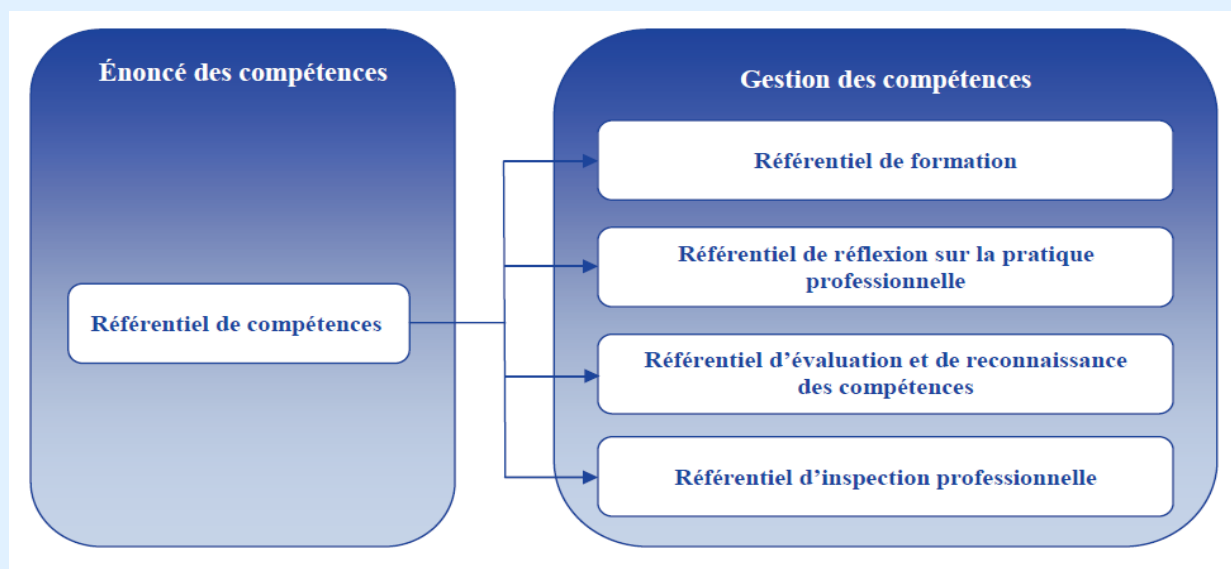 Énoncé des compétences
Référentiel de compétences
Gestion des compétences
Référentiel de formation
Référentiel de réflexion sur la pratique
professionnelle
Référentiel d’évaluation et de reconnaissance
des compétences
Référentiel d’inspection professionnelle